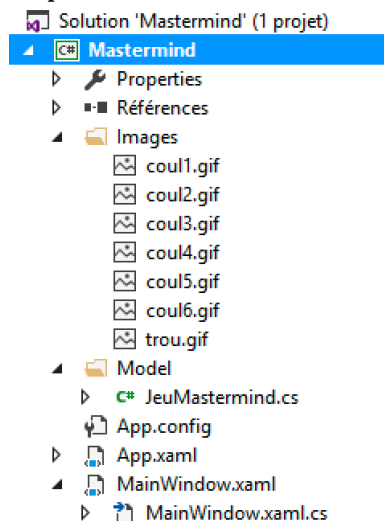 Solution 'Mastermind' (1 projet)
C# Mastermind
Properties
Références
Images
coul1.gif
coul2.gif
coul3.gif
coul4.gif
coul5.gif
coul6.gif
trou.gif
Model
C# JeuMastermind.cs
App.config
App.xaml
MainWindow.xaml
MainWindow.xaml.cs